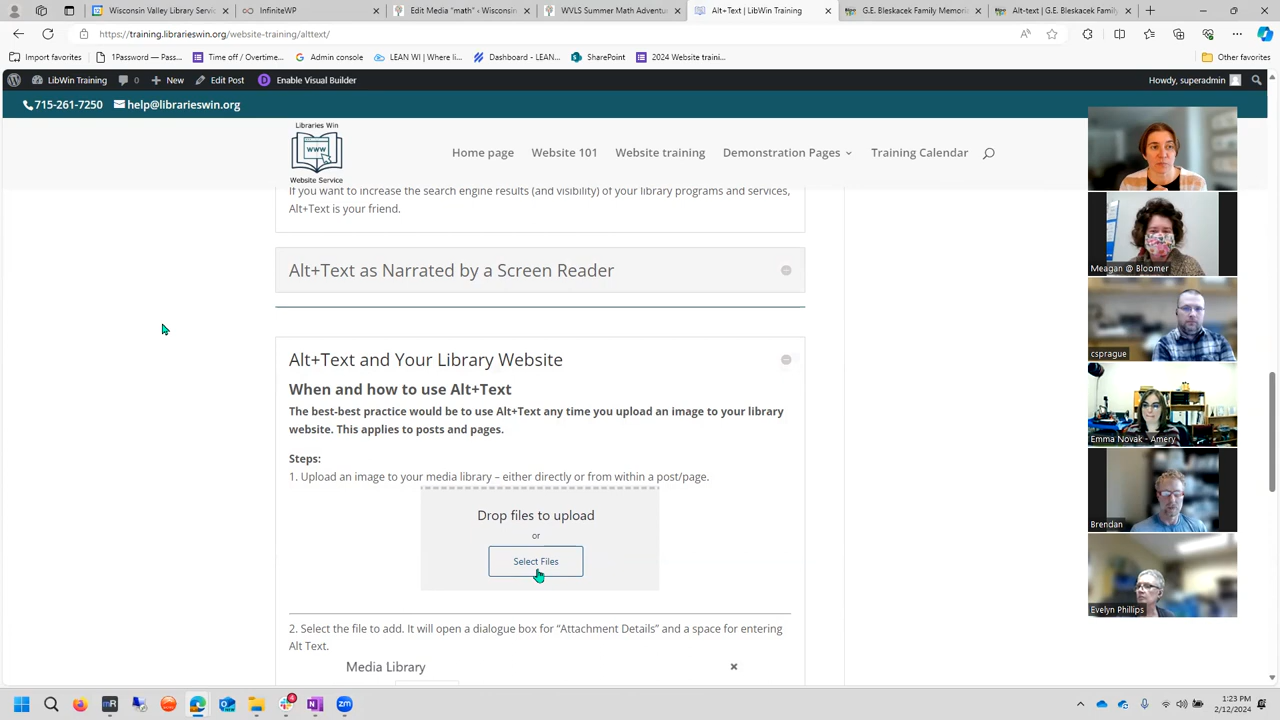 Wisconsin Valley Library Servi
InfinitieWP
Edit Media "math" ‹ Wisconsin
WVLS Summer Math Adventu
Alt+Text | LibWin Training
G.E. Bleskacek Family Memoria
Alt-text | G.E. Bleskacek Famil
https://training.librarieswin.org/website-training/alttext/
Import favorites
1Password — Pass...
Time off / Overtime...
Admin console
LEAN WI | Where li...
Dashboard - LEAN...
SharePoint
2024 Website traini...
Other favorites
LibWin Training
0
New
Edit Post
Enable Visual Builder
Howdy, superadmin
715-261-7250
help@librarieswin.org
Libraries Win
WWW
Website Service
Home page
Website 101
Website training
Demonstration Pages
Training Calendar
If you want to increase the search engine results (and visibility) of your library programs and services,
Alt+Text is your friend.
Alt+Text as Narrated by a Screen Reader
Alt+Text and Your Library Website
When and how to use Alt+Text
The best-best practice would be to use Alt+Text any time you upload an image to your library
website. This applies to posts and pages.
Steps:
1. Upload an image to your media library – either directly or from within a post/page.
Drop files to upload
or
Select Files
2. Select the file to add. It will open a dialogue box for "Attachment Details" and a space for entering
Alt Text.
Media Library
Meagan @ Bloomer
csprague
Emma Novak - Amery
Brendan
Evelyn Phillips
1:23 PM
2/12/2024